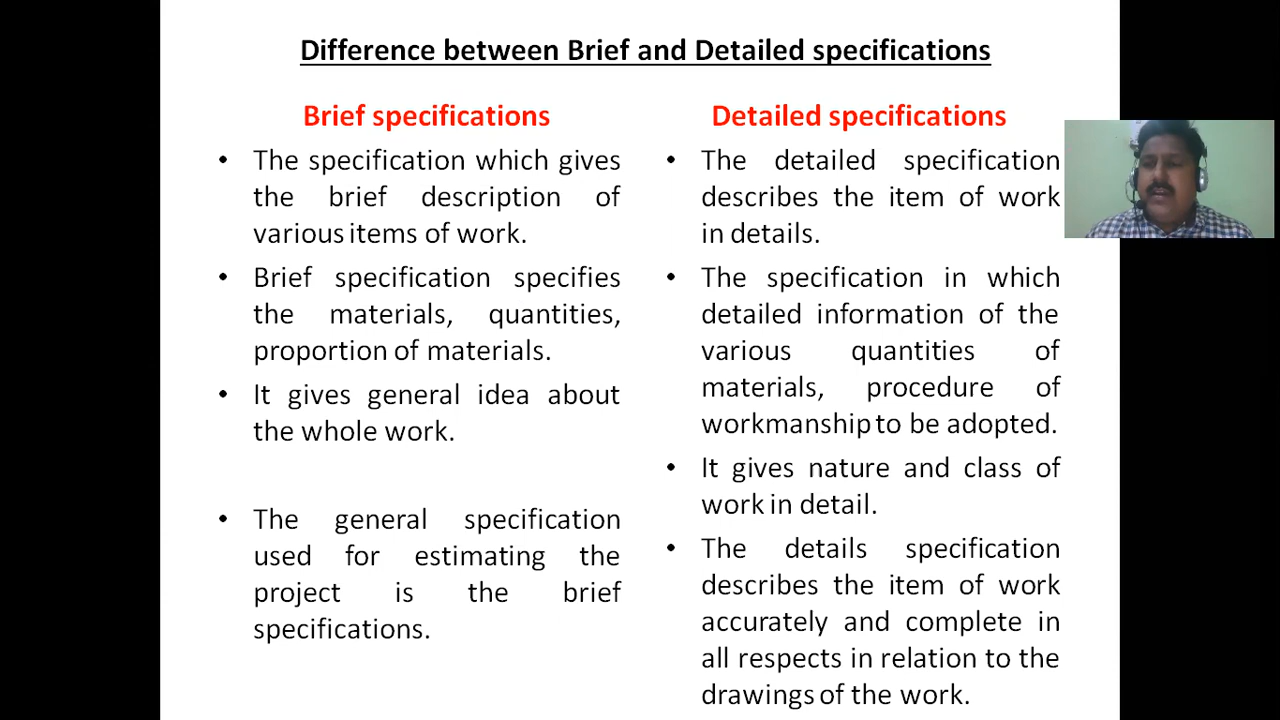 Difference between Brief and Detailed specifications
Brief specifications
• The specification which gives
the brief description of
various items of work.
• Brief specification specifies
the materials, quantities,
proportion of materials.
• It gives general idea about
the whole work.
• The general specification
used for estimating the
project is the brief
specifications.
Detailed specifications
• The detailed specification
describes the item of work
in details.
• The specification in which
detailed information of the
various quantities of
materials, procedure of
workmanship to be adopted.
• It gives nature and class of
work in detail.
• The details specification
describes the item of work
accurately and complete in
all respects in relation to the
drawings of the work.